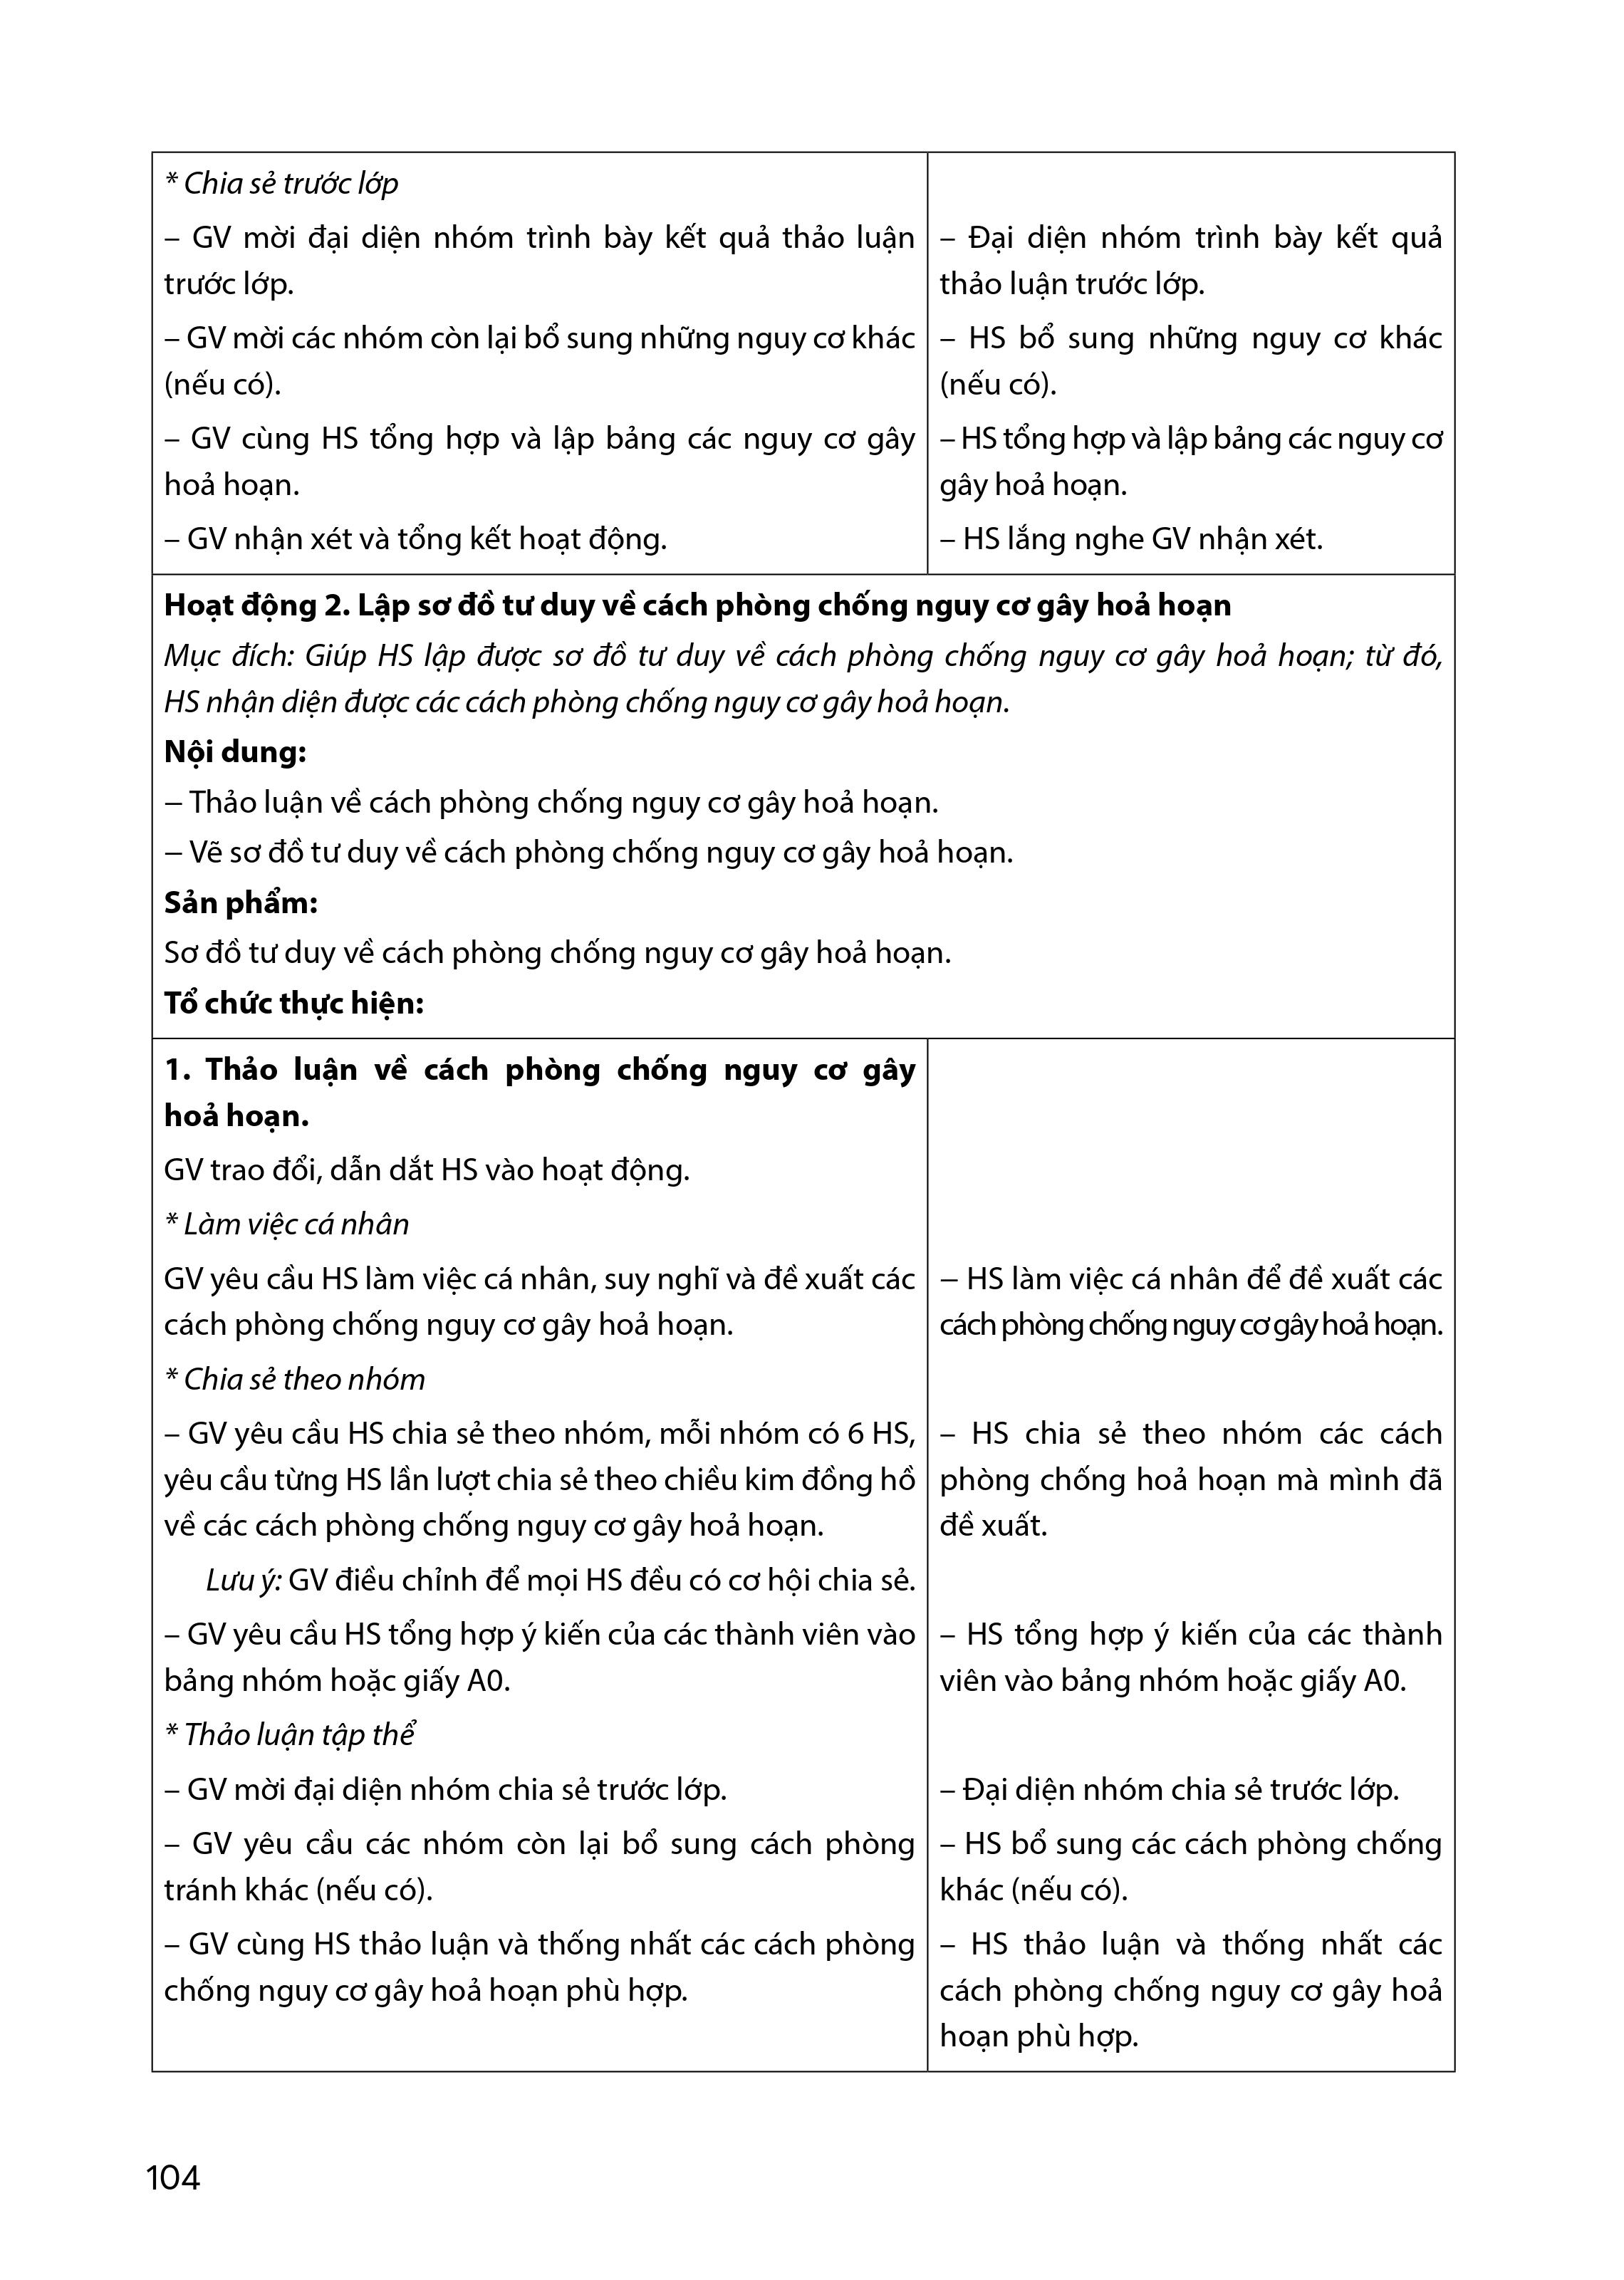 * Chia sẻ trước lớp
– GV mời đại diện nhóm trình bày kết quả thảo luận
trước lớp.
– GV mời các nhóm còn lại bổ sung những nguy cơ khác
(nếu có).
– GV cùng HS tổng hợp và lập bảng các nguy cơ gây
hoả hoạn.
– GV nhận xét và tổng kết hoạt động.
– Đại diện nhóm trình bày kết quả
thảo luận trước lớp.
– HS bổ sung những nguy cơ khác
(nếu có).
– HS tổng hợp và lập bảng các nguy cơ
gây hoả hoạn.
– HS lắng nghe GV nhận xét.
Hoạt động 2. Lập sơ đồ tư duy về cách phòng chống nguy cơ gây hoả hoạn
Mục đích: Giúp HS lập được sơ đồ tư duy về cách phòng chống nguy cơ gây hoả hoạn; từ đó,
HS nhận diện được các cách phòng chống nguy cơ gây hoả hoạn.
Nội dung:
– Thảo luận về cách phòng chống nguy cơ gây hoả hoạn.
– Vẽ sơ đồ tư duy về cách phòng chống nguy cơ gây hoả hoạn.
Sản phẩm:
Sơ đồ tư duy về cách phòng chống nguy cơ gây hoả hoạn.
Tổ chức thực hiện:
1. Thảo luận về cách phòng chống nguy cơ gây
hoả hoạn.
GV trao đổi, dẫn dắt HS vào hoạt động.
* Làm việc cá nhân
GV yêu cầu HS làm việc cá nhân, suy nghĩ và đề xuất các
cách phòng chống nguy cơ gây hoả hoạn.
* Chia sẻ theo nhóm
– GV yêu cầu HS chia sẻ theo nhóm, mỗi nhóm có 6 HS,
yêu cầu từng HS lần lượt chia sẻ theo chiều kim đồng hồ
về các cách phòng chống nguy cơ gây hoả hoạn.
Lưu ý: GV điều chỉnh để mọi HS đều có cơ hội chia sẻ.
– GV yêu cầu HS tổng hợp ý kiến của các thành viên vào
bảng nhóm hoặc giấy A0.
* Thảo luận tập thể
– GV mời đại diện nhóm chia sẻ trước lớp.
– GV yêu cầu các nhóm còn lại bổ sung cách phòng
tránh khác (nếu có).
– GV cùng HS thảo luận và thống nhất các cách phòng
chống nguy cơ gây hoả hoạn phù hợp.
– HS làm việc cá nhân để đề xuất các
cách phòng chống nguy cơ gây hoả hoạn.
– HS chia sẻ theo nhóm các cách
phòng chống hoả hoạn mà mình đã
đề xuất.
– HS tổng hợp ý kiến của các thành
viên vào bảng nhóm hoặc giấy A0.
– Đại diện nhóm chia sẻ trước lớp.
– HS bổ sung các cách phòng chống
khác (nếu có).
– HS thảo luận và thống nhất các
cách phòng chống nguy cơ gây hoả
hoạn phù hợp.
104